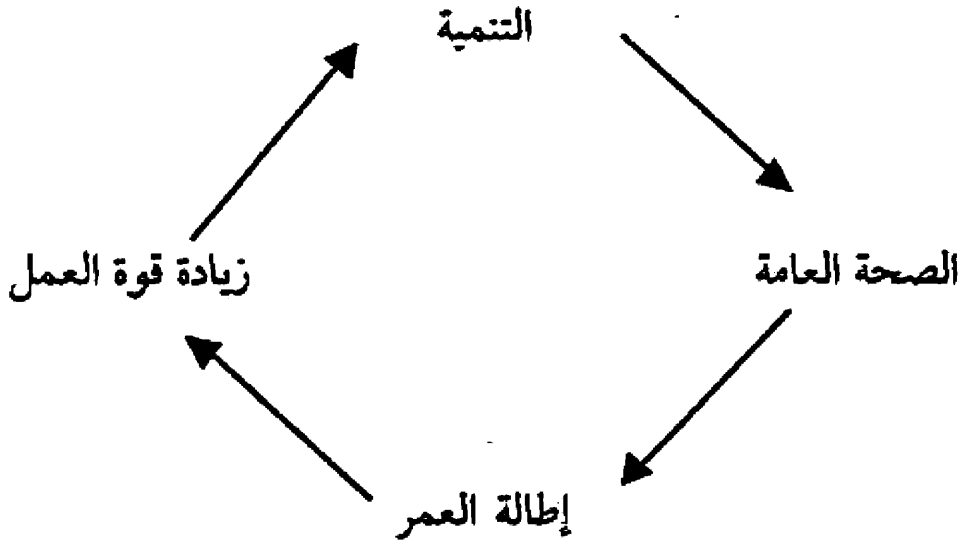 التنمية
الصحة العامة
زيادة قوة العمل
إطالة العمر